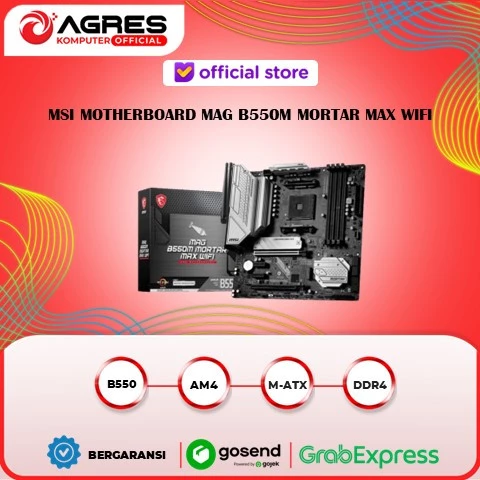 AGRES
KOMPUTER OFFICIAL
official store
MSI MOTHERBOARD MAG B550M MORTAR MAX WIFI
MAG
B550M MORTAR
MAX WIFI
B55
B550
AM4
M-ATX
DDR4
BERGARANSI
gosend
Powered by gojek
GrabExpress